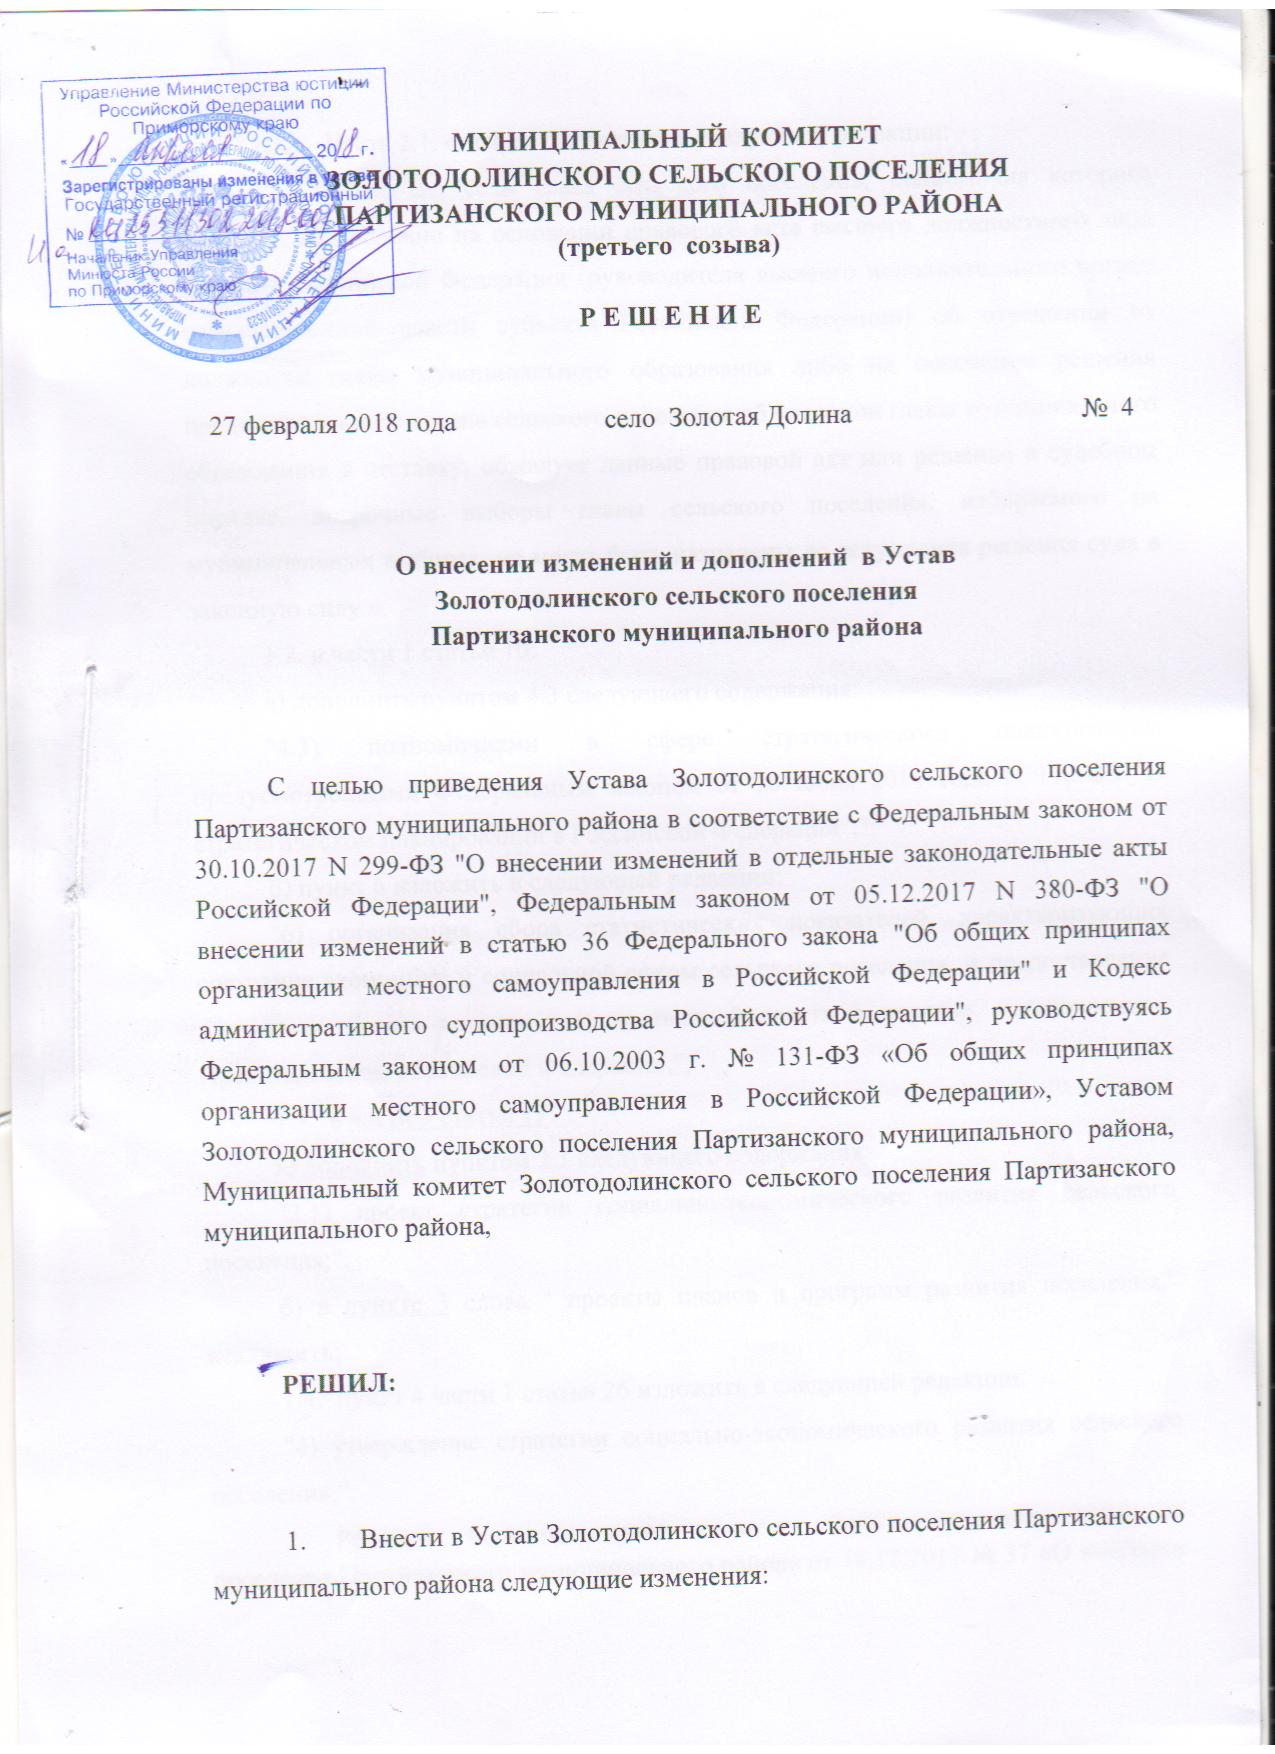 Управление Министерства юстиции
Российской Федерации по
Приморскому краю
« 18 » апреля 2018 г.
Зарегистрированы изменения в уставе
Государственный регистрационный
№
И.о.
Начальник Управления
Минюста России
по Приморскому краю
МУНИЦИПАЛЬНЫЙ КОМИТЕТ
ЗОЛОТОДОЛИНСКОГО СЕЛЬСКОГО ПОСЕЛЕНИЯ
ПАРТИЗАНСКОГО МУНИЦИПАЛЬНОГО РАЙОНА
(третьего созыва)
Р Е Ш Е Н И Е
27 февраля 2018 года село Золотая Долина № 4
О внесении изменений и дополнений в Устав
Золотодолинского сельского поселения
Партизанского муниципального района
С целью приведения Устава Золотодолинского сельского поселения
Партизанского муниципального района в соответствие с Федеральным законом от
30.10.2017 N 299-ФЗ "О внесении изменений в отдельные законодательные акты
Российской Федерации", Федеральным законом от 05.12.2017 N 380-ФЗ "О
внесении изменений в статью 36 Федерального закона "Об общих принципах
организации местного самоуправления в Российской Федерации" и Кодекс
административного судопроизводства Российской Федерации", руководствуясь
Федеральным законом от 06.10.2003 г. № 131-ФЗ «Об общих принципах
организации местного самоуправления в Российской Федерации», Уставом
Золотодолинского сельского поселения Партизанского муниципального района,
Муниципальный комитет Золотодолинского сельского поселения Партизанского
муниципального района,
РЕШИЛ:
1. Внести в Устав Золотодолинского сельского поселения Партизанского
муниципального района следующие изменения: